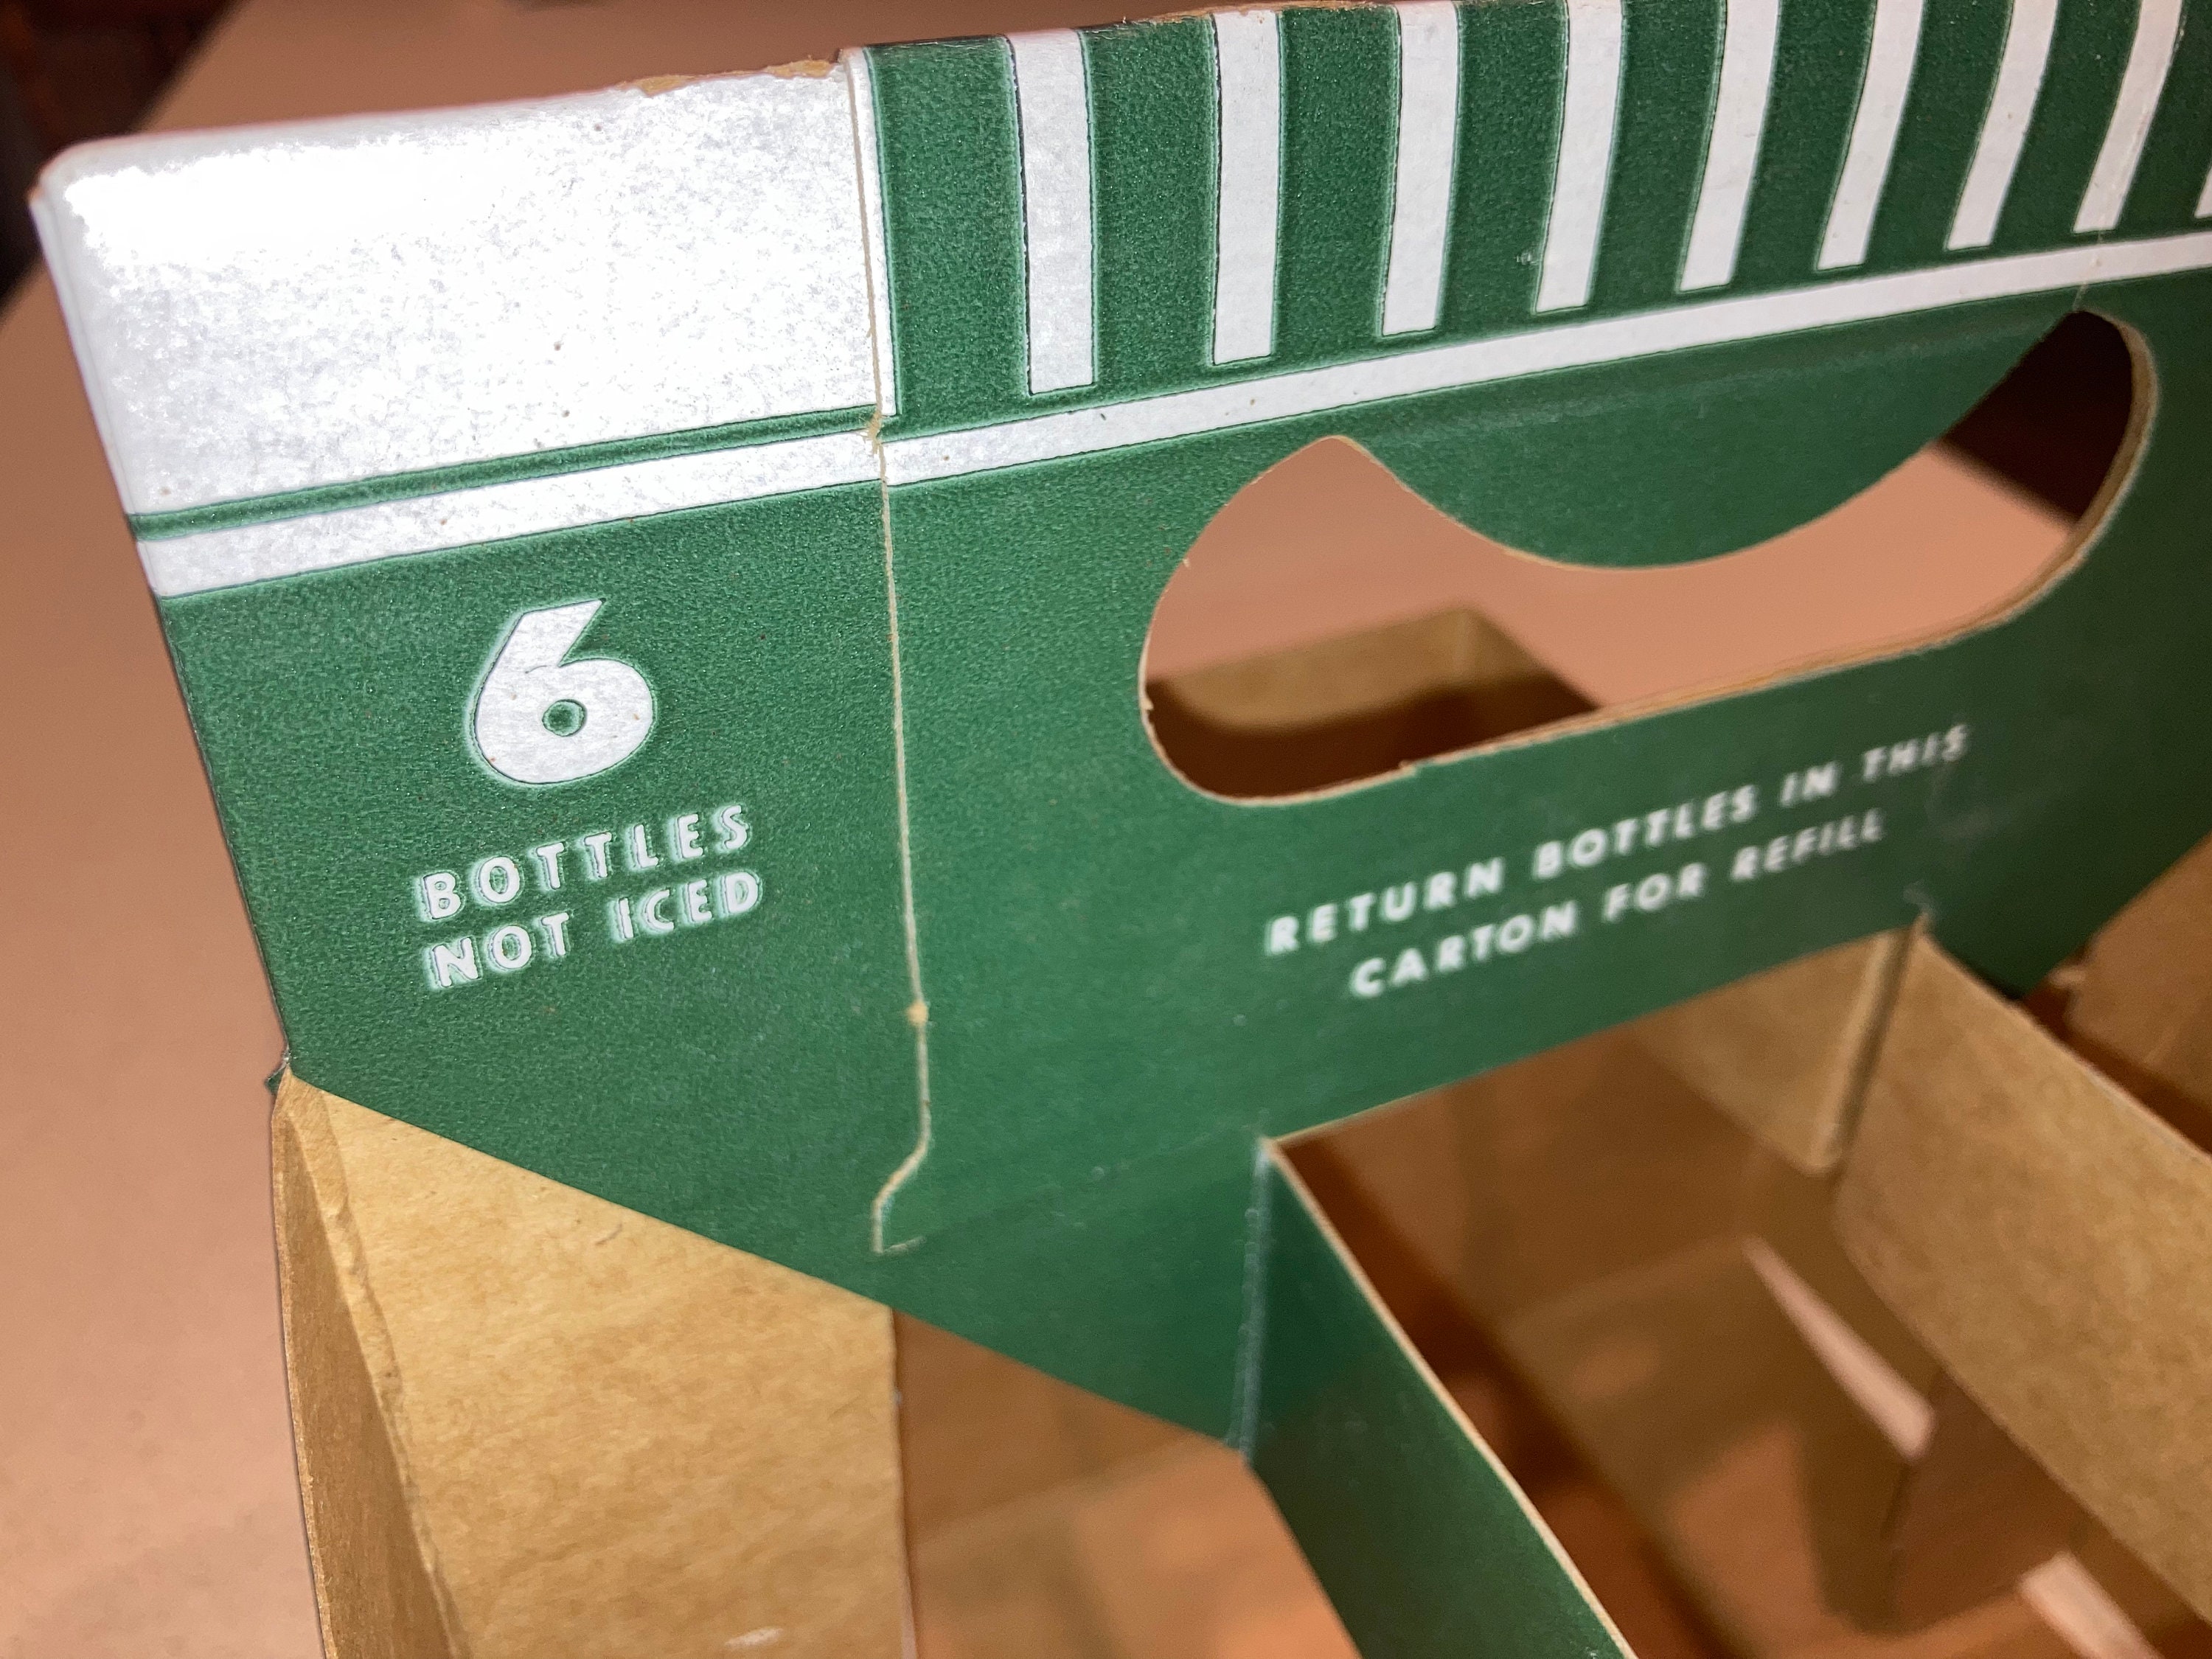 6
BOTTLES
NOT ICED
RETURN BOTTLES IN THIS
CARTON FOR REFILL